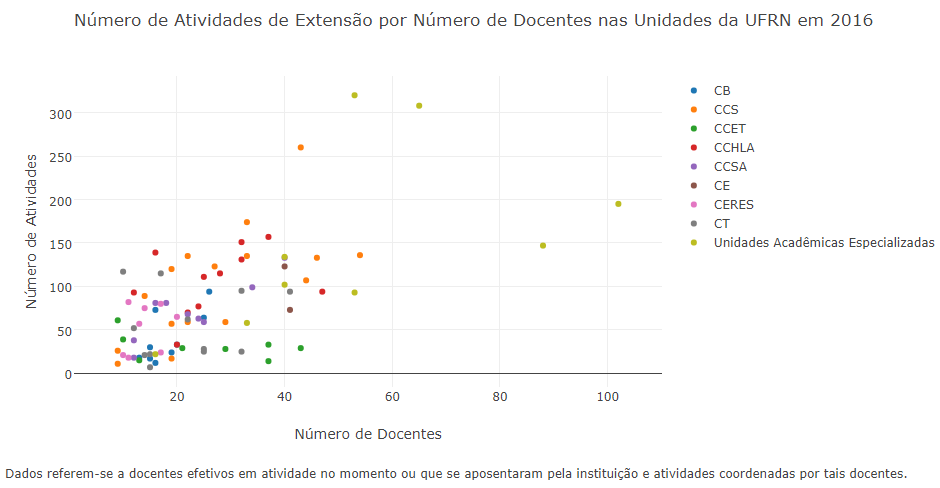 Número de Atividades de Extensão por Número de Docentes nas Unidades da UFRN em 2016
Número de Atividades
300
250
200
150
100
50
0
20 40 60 80 100
Número de Docentes
CB
CCS
CCET
CCHLA
CCSA
CE
CERES
CT
Unidades Acadêmicas Especializadas
Dados referem-se a docentes efetivos em atividade no momento ou que se aposentaram pela instituição e atividades coordenadas por tais docentes.